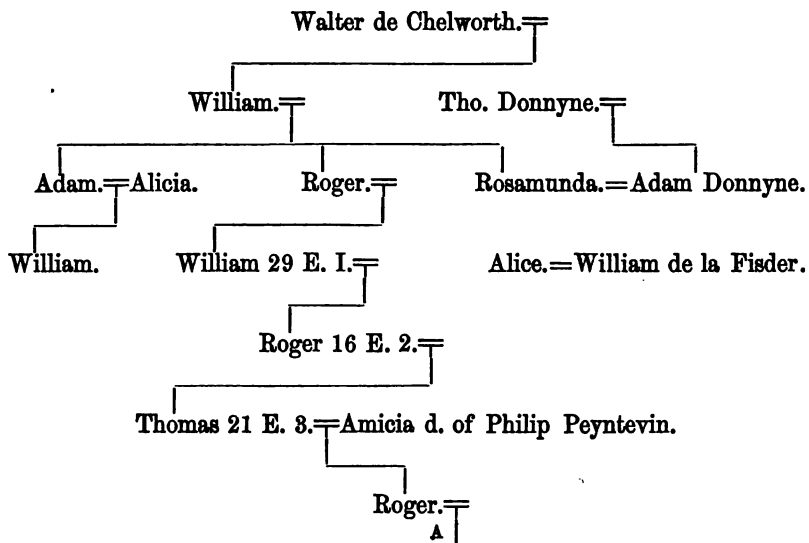 Walter de Chelworth.=
William.= Tho. Donnyne.=
Adam.=Alicia. Roger.= Rosamunda.=Adam Donnyne.
William. William 29 E. I.= Alice.=William de la Fisder.
Roger 16 E. 2.=
Thomas 21 E. 3.=Amicia d. of Philip Peyntevin.
Roger.=
A